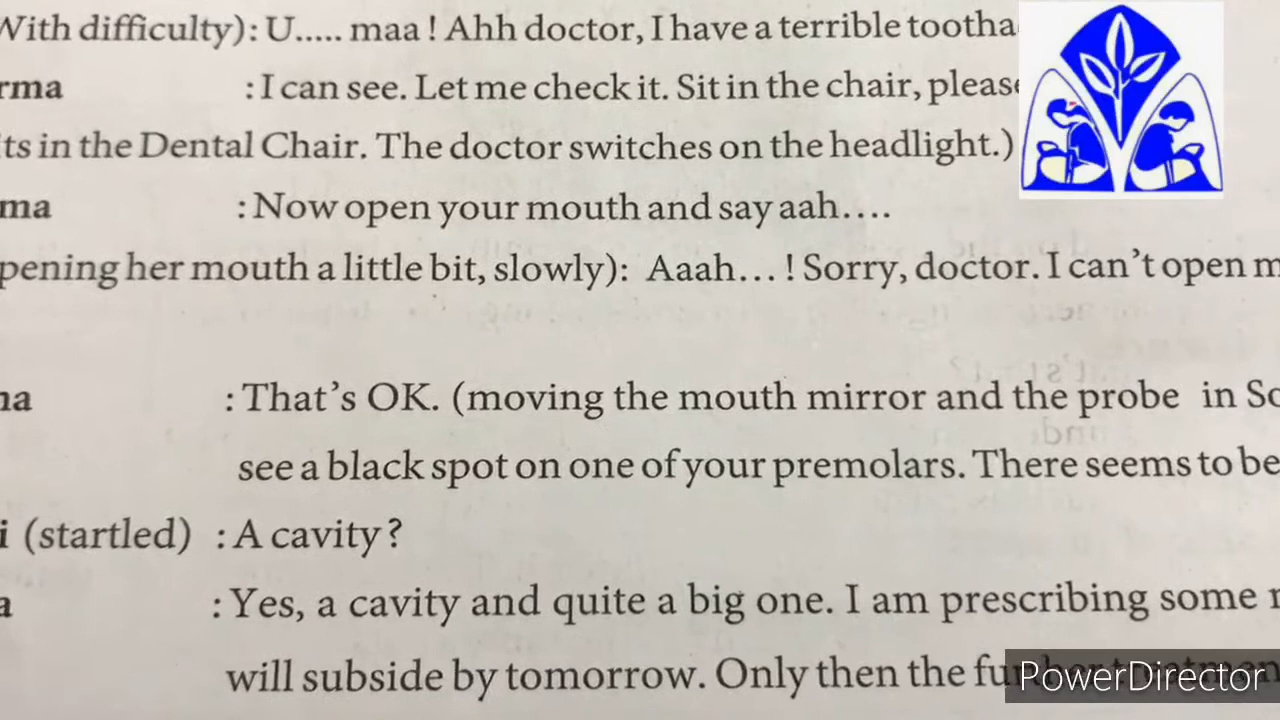 With difficulty): U..... maa ! Ahh doctor, I have a terrible tootha
rma : I can see. Let me check it. Sit in the chair, please
ts in the Dental Chair. The doctor switches on the headlight.)
ma : Now open your mouth and say aah….
pening her mouth a little bit, slowly): Aaah… ! Sorry, doctor. I can’t open m
na : That’s OK. (moving the mouth mirror and the probe in So
see a black spot on one of your premolars. There seems to be
i (startled) : A cavity?
a : Yes, a cavity and quite a big one. I am prescribing some
will subside by tomorrow. Only then the further treatmen
PowerDirector